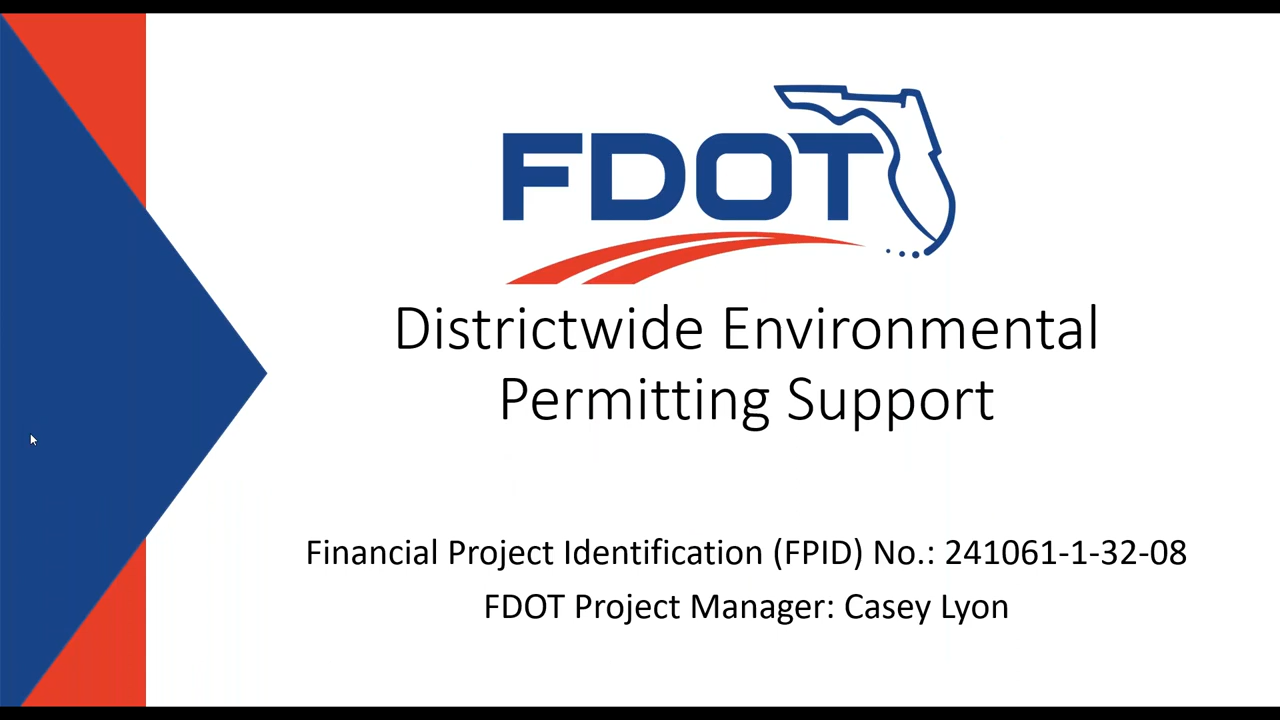 FDOT
Districtwide Environmental
Permitting Support
Financial Project Identification (FPID) No.: 241061-1-32-08
FDOT Project Manager: Casey Lyon